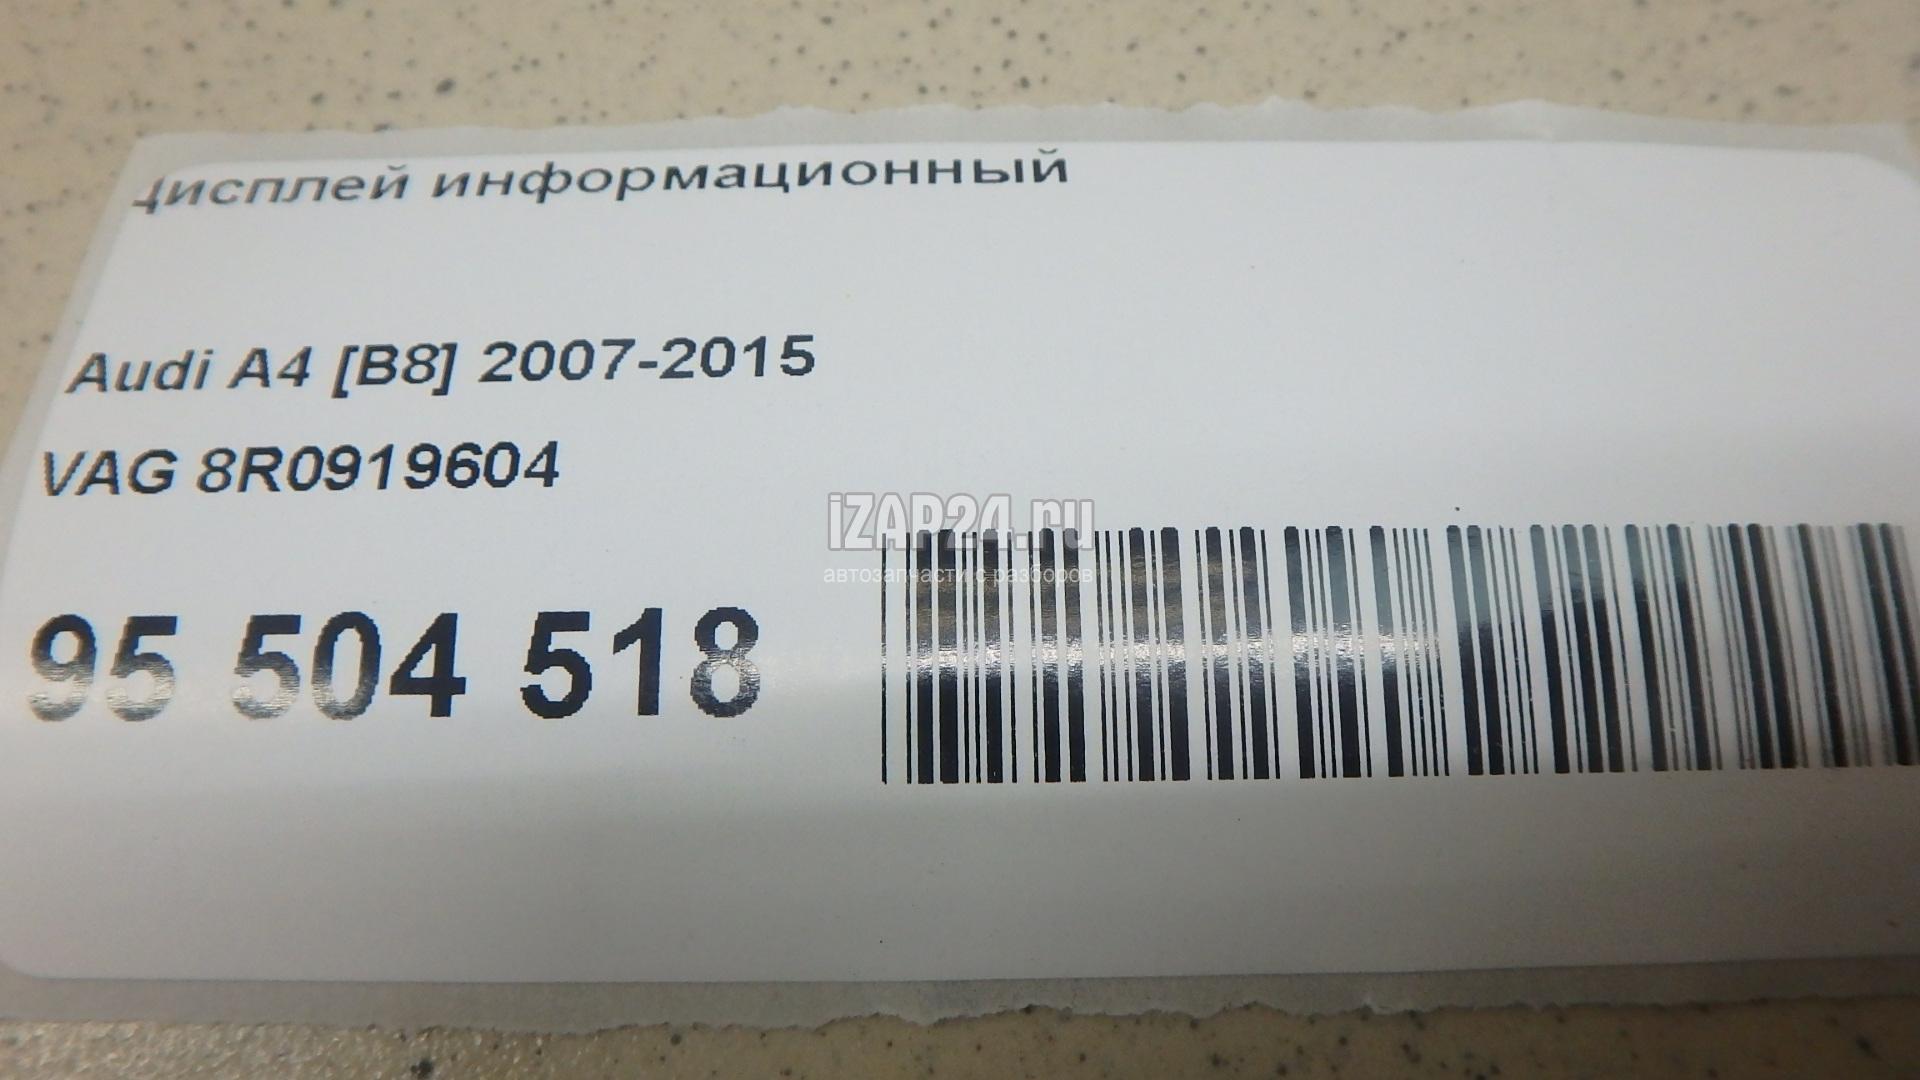 Дисплей информационный
Audi A4 [B8] 2007-2015
VAG 8R0919604
iZAP24.ru
автозапчасти с разборов
95 504 518